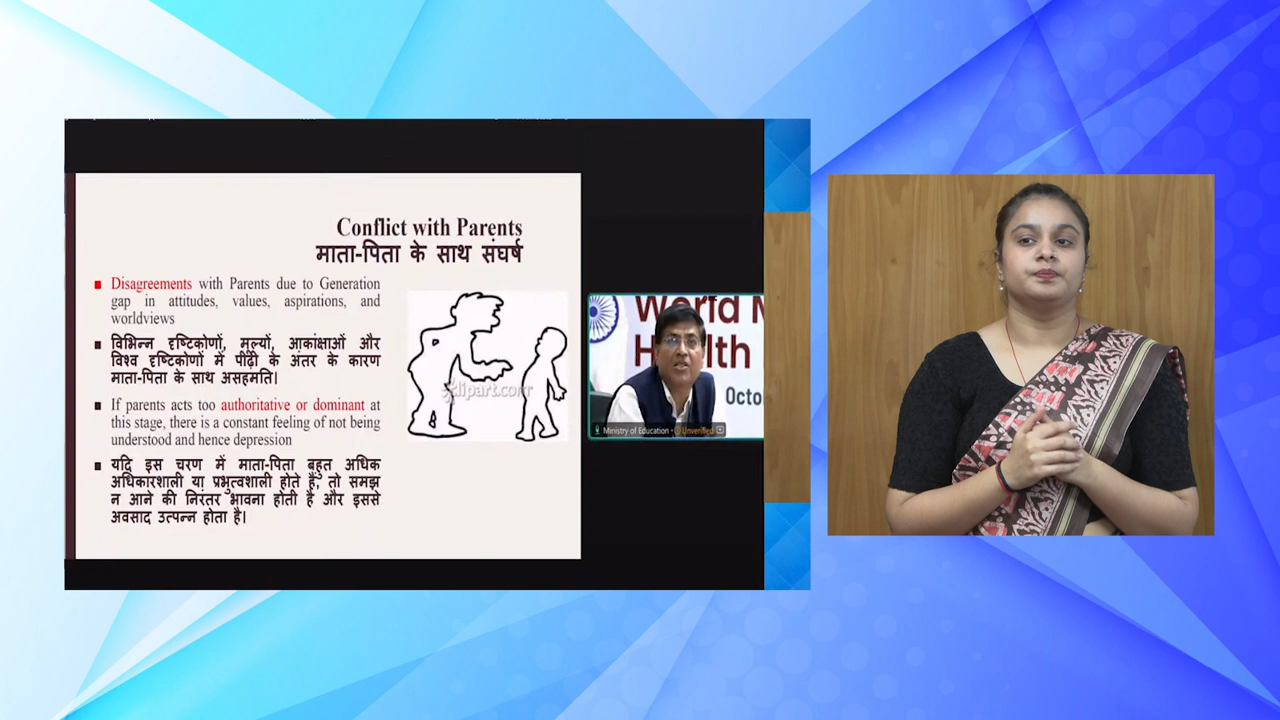 Conflict with Parents
माता-पिता के साथ संघर्ष
Disagreements with Parents due to Generation
gap in attitudes, values, aspirations, and
worldviews
विभिन्न दृष्टिकोणों, मूल्यों, आकांक्षाओं और
विश्व दृष्टिकोणों में पीढ़ी के अंतर के कारण
माता-पिता के साथ असहमति।
If parents acts too authoritative or dominant at
this stage, there is a constant feeling of not being
understood and hence depression
यदि इस चरण में माता-पिता बहुत अधिक
अधिकारशाली या प्रभुत्वशाली होते हैं, तो समझ
न आने की निरंतर भावना होती है और इससे
अवसाद उत्पन्न होता है।
clipart.com
World M
Health
Octo
Ministry of Education - Unverified